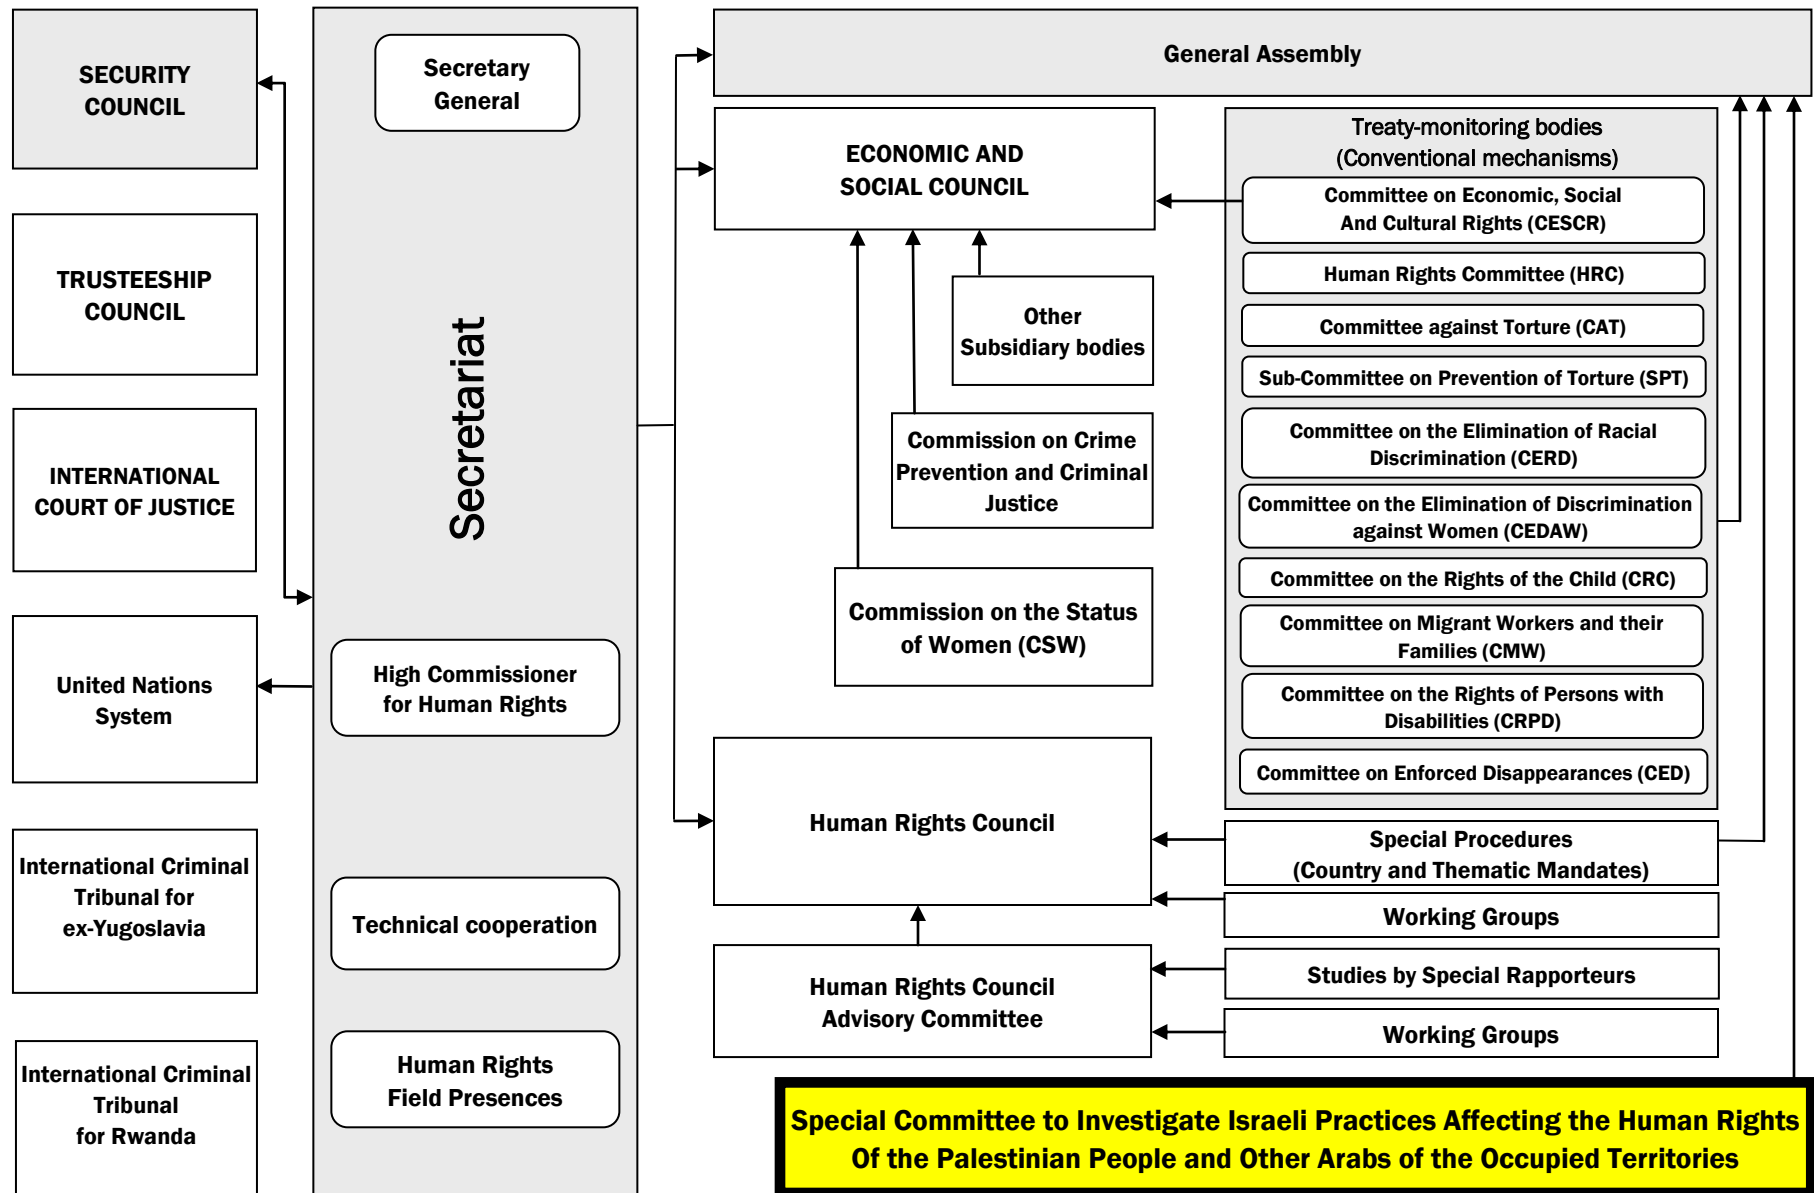 SECURITY
COUNCIL
TRUSTEESHIP
COUNCIL
INTERNATIONAL
COURT OF JUSTICE
United Nations
System
International Criminal
Tribunal for
ex-Yugoslavia
International Criminal
Tribunal
for Rwanda
Secretary
General
Secretariat
High Commissioner
for Human Rights
Technical cooperation
Human Rights
Field Presences
General Assembly
ECONOMIC AND
SOCIAL COUNCIL
Other
Subsidiary bodies
Commission on Crime
Prevention and Criminal
Justice
Commission on the Status
of Women (CSW)
Human Rights Council
Human Rights Council
Advisory Committee
Treaty-monitoring bodies
(Conventional mechanisms)
Committee on Economic, Social
And Cultural Rights (CESCR)
Human Rights Committee (HRC)
Committee against Torture (CAT)
Sub-Committee on Prevention of Torture (SPT)
Committee on the Elimination of Racial
Discrimination (CERD)
Committee on the Elimination of Discrimination
against Women (CEDAW)
Committee on the Rights of the Child (CRC)
Committee on Migrant Workers and their
Families (CMW)
Committee on the Rights of Persons with
Disabilities (CRPD)
Committee on Enforced Disappearances (CED)
Special Procedures
(Country and Thematic Mandates)
Working Groups
Studies by Special Rapporteurs
Working Groups
Special Committee to Investigate Israeli Practices Affecting the Human Rights
Of the Palestinian People and Other Arabs of the Occupied Territories